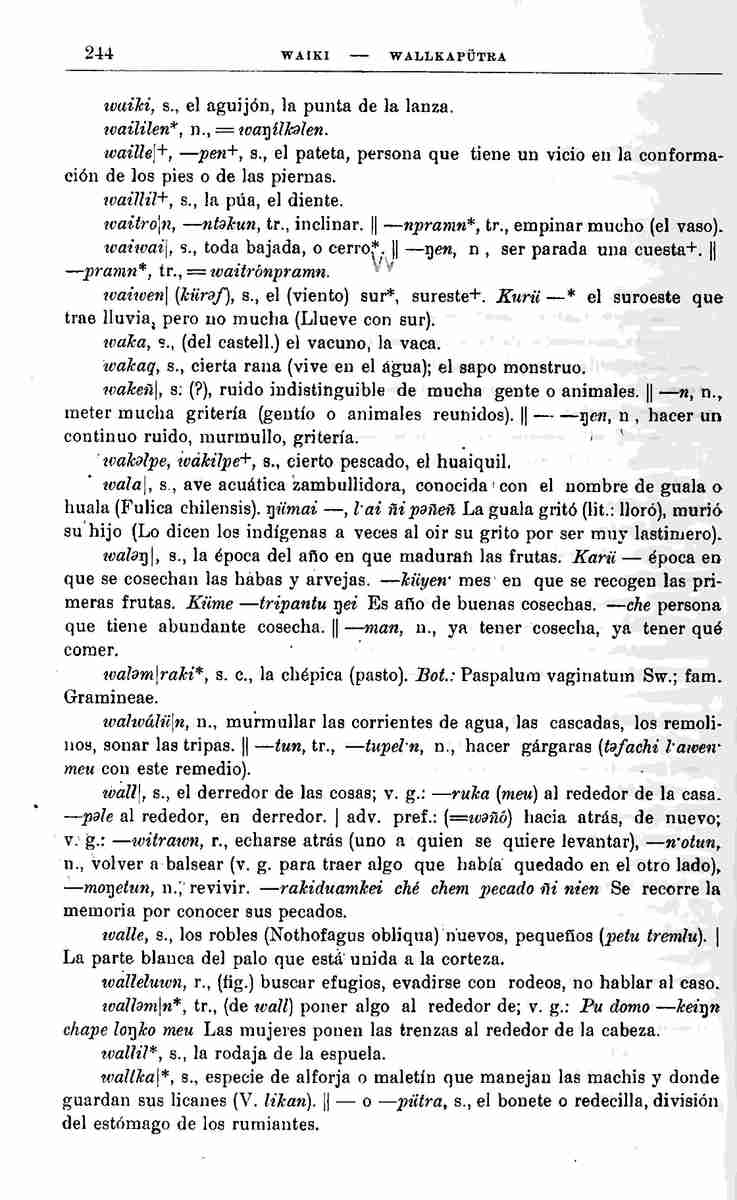 244 WAIKI — WALLKAPÜTRA
waiki, s., el aguijón, la punta de la lanza.
waililen*, n., = waŋílkəlen.
waille|+, —pen+, s., el pateta, persona que tiene un vicio en la conforma-
ción de los pies o de las piernas.
waillil+, s., la púa, el diente.
waitro|n, —ntəkun, tr., inclinar. || —npramn*, tr., empinar mucho (el vaso).
waiwai|, s., toda bajada, o cerro*. || —ŋen, n , ser parada una cuesta+. ||
—pramn*, tr., = waitrónpramn.
waiwen| (kürəf), s., el (viento) sur*, sureste+. Kurü —* el suroeste que
trae lluvia, pero no mucha (Llueve con sur).
waka, s., (del castell.) el vacuno, la vaca.
wakaq, s., cierta rana (vive en el água); el sapo monstruo.
wakeñ|, s. (?), ruido indistinguible de mucha gente o animales. || —n, n.,
meter mucha gritería (gentío o animales reunidos). || — —ŋen, n , hacer un
continuo ruido, murmullo, gritería.
wakəlpe, wákilpe+, s., cierto pescado, el huaiquil.
wala|, s., ave acuática zambullidora, conocida con el nombre de guala o
huala (Fulica chilensis). ŋümai —, l·ai ñi pəñeñ La guala gritó (lit.: lloró), murió
su hijo (Lo dicen los indígenas a veces al oir su grito por ser muy lastimero).
waləŋ|, s., la época del año en que maduran las frutas. Karü — época en
que se cosechan las habas y arvejas. —küyen· mes en que se recogen las pri-
meras frutas. Küme —tripantu ŋei Es año de buenas cosechas. —che persona
que tiene abundante cosecha. || —man, n., ya tener cosecha, ya tener qué
comer.
waləm|raki*, s. c., la chépica (pasto). Bot.: Paspalum vaginatum Sw.; fam.
Gramineae.
walwálü|n, n., murmullar las corrientes de agua, las cascadas, los remoli-
nos, sonar las tripas. || —tun, tr., —tupel·n, n., hacer gárgaras (təfachi l·awen·
meu con este remedio).
wall|, s., el derredor de las cosas; v. g.: —ruka (meu) al rededor de la casa.
—pəle al rededor, en derredor. | adv. pref.: (=wəñó) hacia atrás, de nuevo;
v. g.: —witrawn, r., echarse atrás (uno a quien se quiere levantar), —n·otun,
n., volver a balsear (v. g. para traer algo que había quedado en el otro lado),
—moŋetun, n., revivir. —rakiduamkei ché chem pecado ñi nien Se recorre la
memoria por conocer sus pecados.
walle, s., los robles (Nothofagus obliqua) nuevos, pequeños (petu tremlu). |
La parte blanca del palo que está unida a la corteza.
walleluwn, r., (fig.) buscar efugios, evadirse con rodeos, no hablar al caso.
walləm|n*, tr., (de wall) poner algo al rededor de; v. g.: Pu domo —keiŋn
chape loŋko meu Las mujeres ponen las trenzas al rededor de la cabeza.
wallil*, s., la rodaja de la espuela.
wallka|*, s., especie de alforja o maletín que manejan las machis y donde
guardan sus licanes (V. likan). || — o —pütra, s., el bonete o redecilla, división
del estómago de los rumiantes.